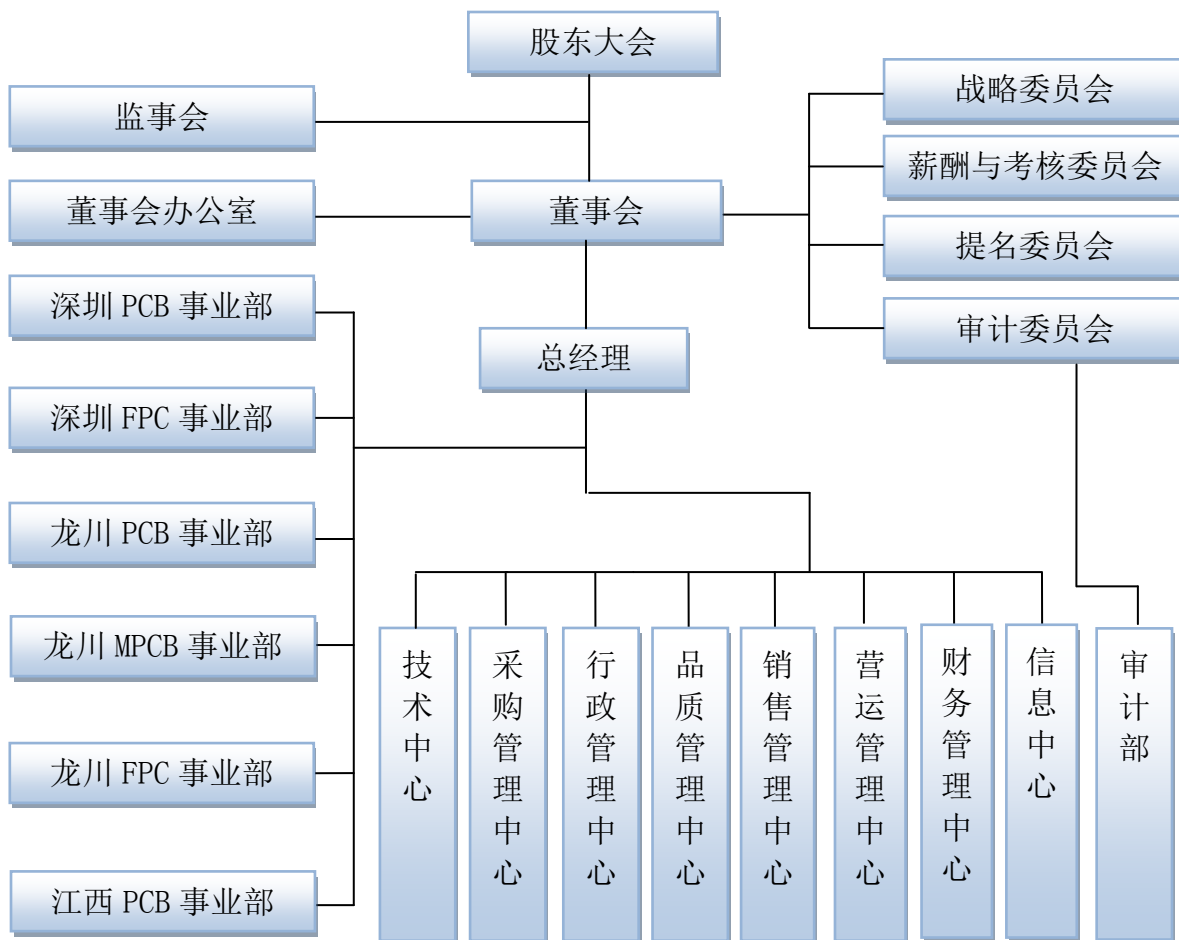 股东大会
监事会
战略委员会
薪酬与考核委员会
董事会办公室
董事会
提名委员会
深圳 PCB 事业部
审计委员会
总经理
深圳 FPC 事业部
龙川 PCB 事业部
龙川 MPCB 事业部
龙川 FPC 事业部
江西 PCB 事业部
技术中心
采购管理中心
行政管理中心
品质管理中心
销售管理中心
营运管理中心
财务管理中心
信息中心
审计部